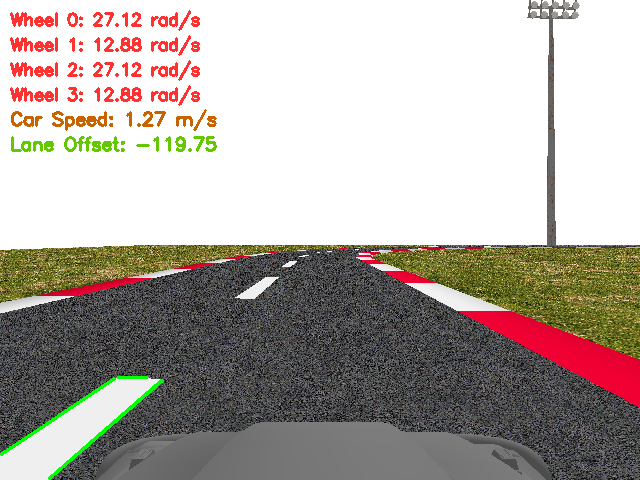 Wheel 0: 27.12 rad/s
Wheel 1: 12.88 rad/s
Wheel 2: 27.12 rad/s
Wheel 3: 12.88 rad/s
Car Speed: 1.27 m/s
Lane Offset: -119.75